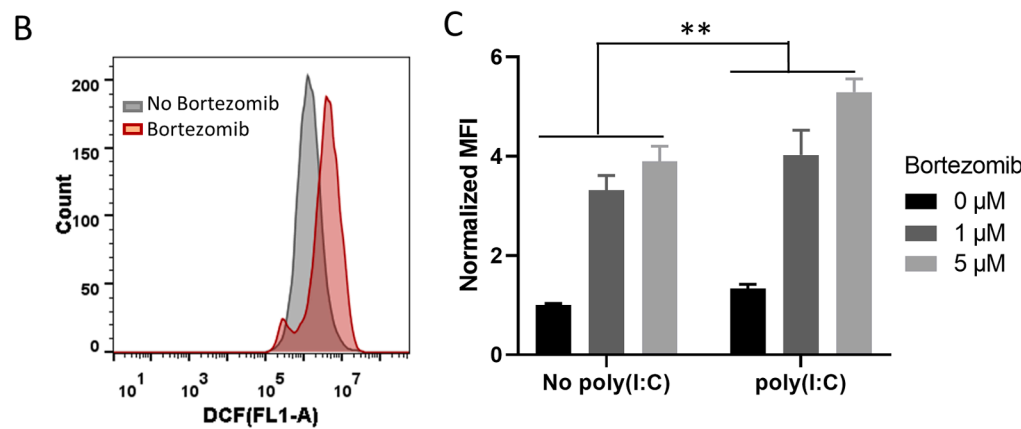 B
200
150
100
50
0
Count
No Bortezomib
Bortezomib
10^1
10^3
10^5
10^7
DCF(FL1-A)
C
**
6
4
2
0
Normalized MFI
No poly(I:C)
poly(I:C)
Bortezomib
0 µM
1 µM
5 µM